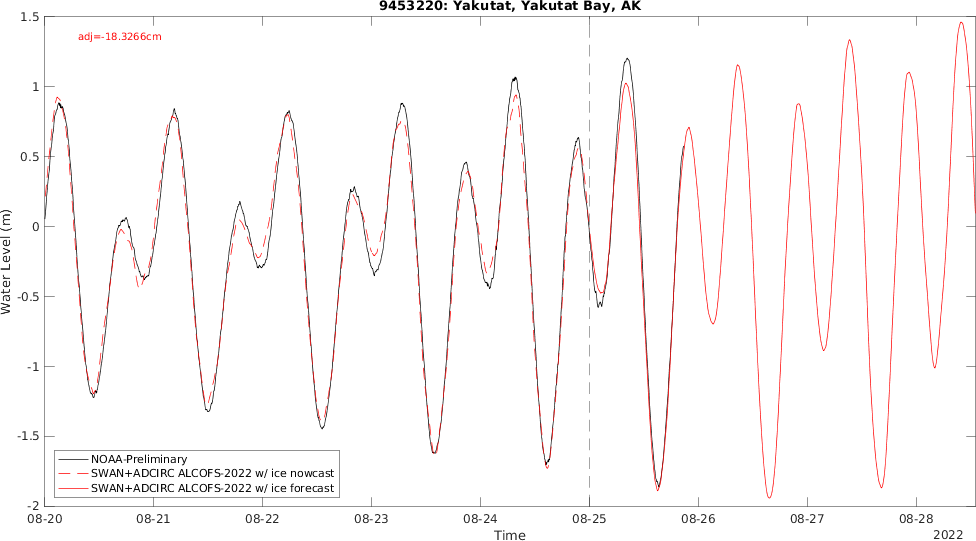 9453220: Yakutat, Yakutat Bay, AK
adj=-18.3266cm
1.5
1
0.5
0
-0.5
-1
-1.5
-2
Water Level (m)
NOAA-Preliminary
SWAN+ADCIRC ALCOFS-2022 w/ ice nowcast
SWAN+ADCIRC ALCOFS-2022 w/ ice forecast
08-20 08-21 08-22 08-23 08-24 08-25 08-26 08-27 08-28
Time
2022